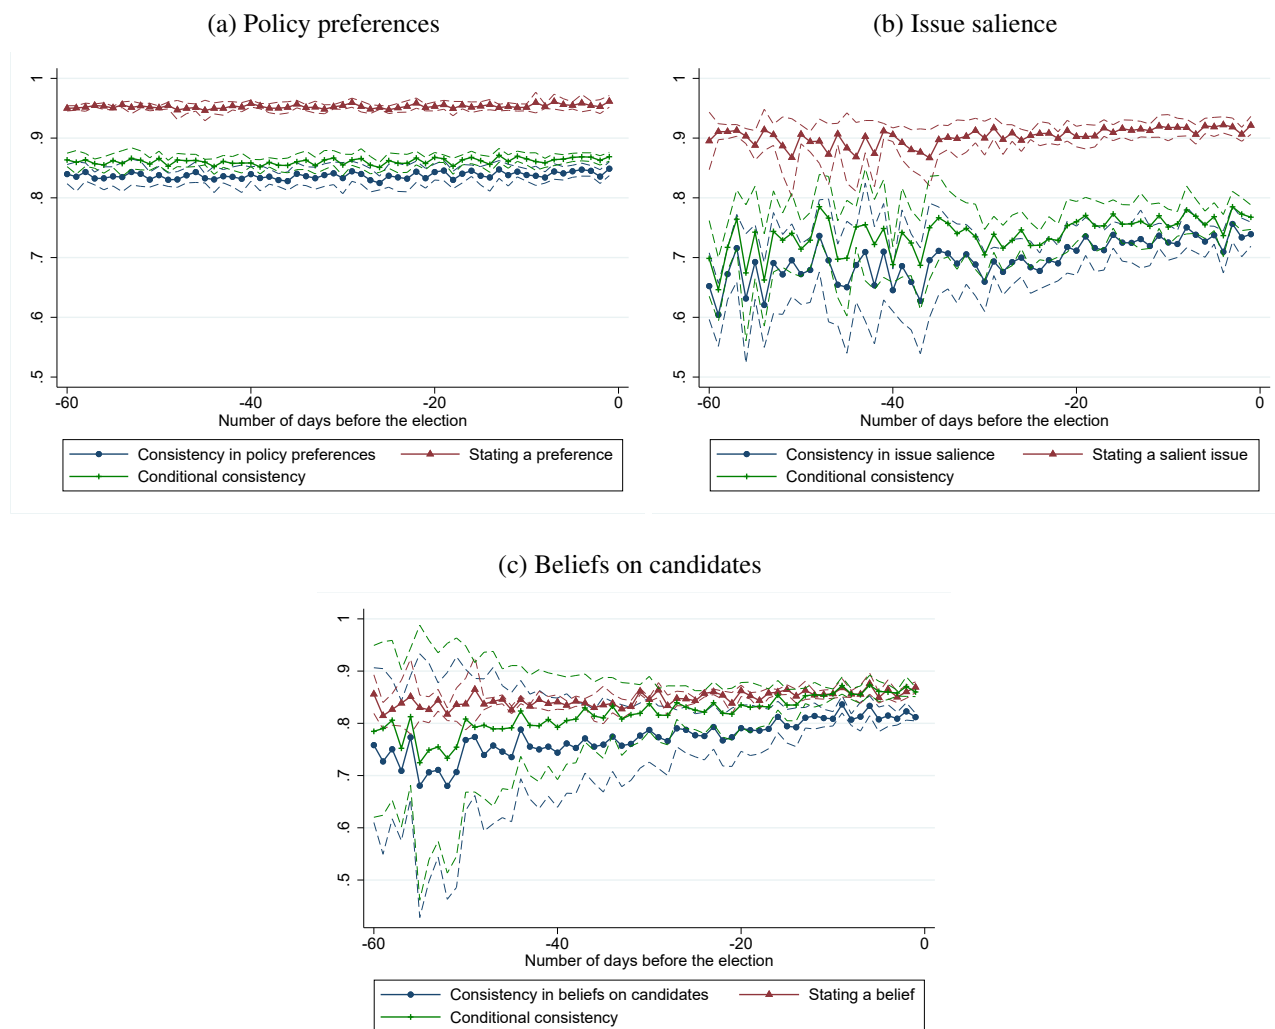 (a) Policy preferences
1
.9
.8
.7
.6
.5
-60 -40 -20 0
Number of days before the election
Consistency in policy preferences Stating a preference
Conditional consistency
(b) Issue salience
1
.9
.8
.7
.6
.5
-60 -40 -20 0
Number of days before the election
Consistency in issue salience Stating a salient issue
Conditional consistency
(c) Beliefs on candidates
1
.9
.8
.7
.6
.5
-60 -40 -20 0
Number of days before the election
Consistency in beliefs on candidates Stating a belief
Conditional consistency